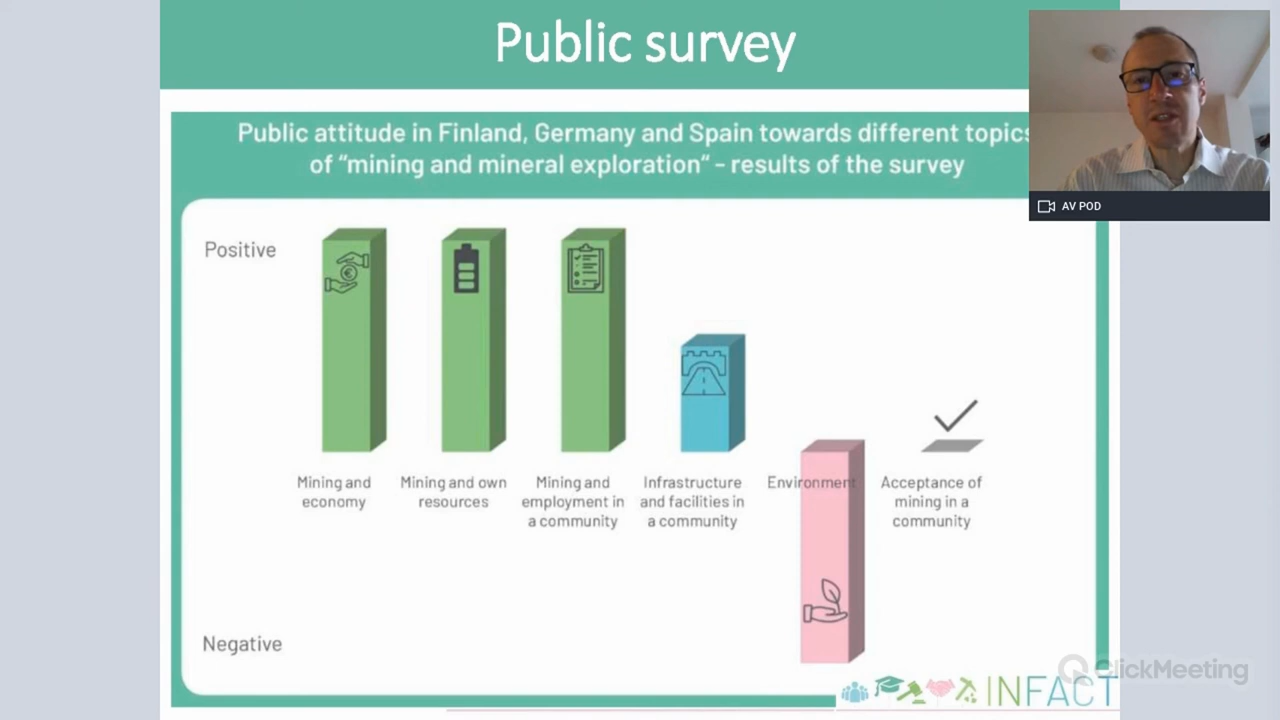 Public survey
Public attitude in Finland, Germany and Spain towards different topics
of “mining and mineral exploration“ - results of the survey
AV POD
Positive
Mining and
economy
Mining and own
resources
Mining and
employment in
a community
Infrastructure
and facilities in
a community
Environment
Acceptance of
mining in a
community
Negative
ClickMeeting
INFACT